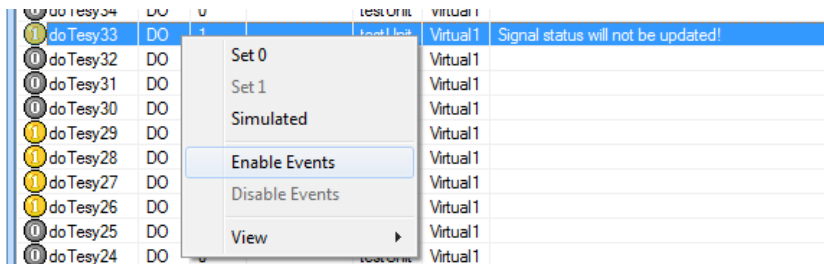 doTesy34 DO 0 testUnit Virtual1
doTesy33 DO 1 testUnit Virtual1 Signal status will not be updated!
doTesy32 DO Set 0 Virtual1
doTesy31 DO Set 1 Virtual1
doTesy30 DO Simulated Virtual1
doTesy29 DO Virtual1
doTesy28 DO Enable Events Virtual1
doTesy27 DO Disable Events Virtual1
doTesy26 DO Virtual1
doTesy25 DO View Virtual1
doTesy24 DO 0 testUnit Virtual1